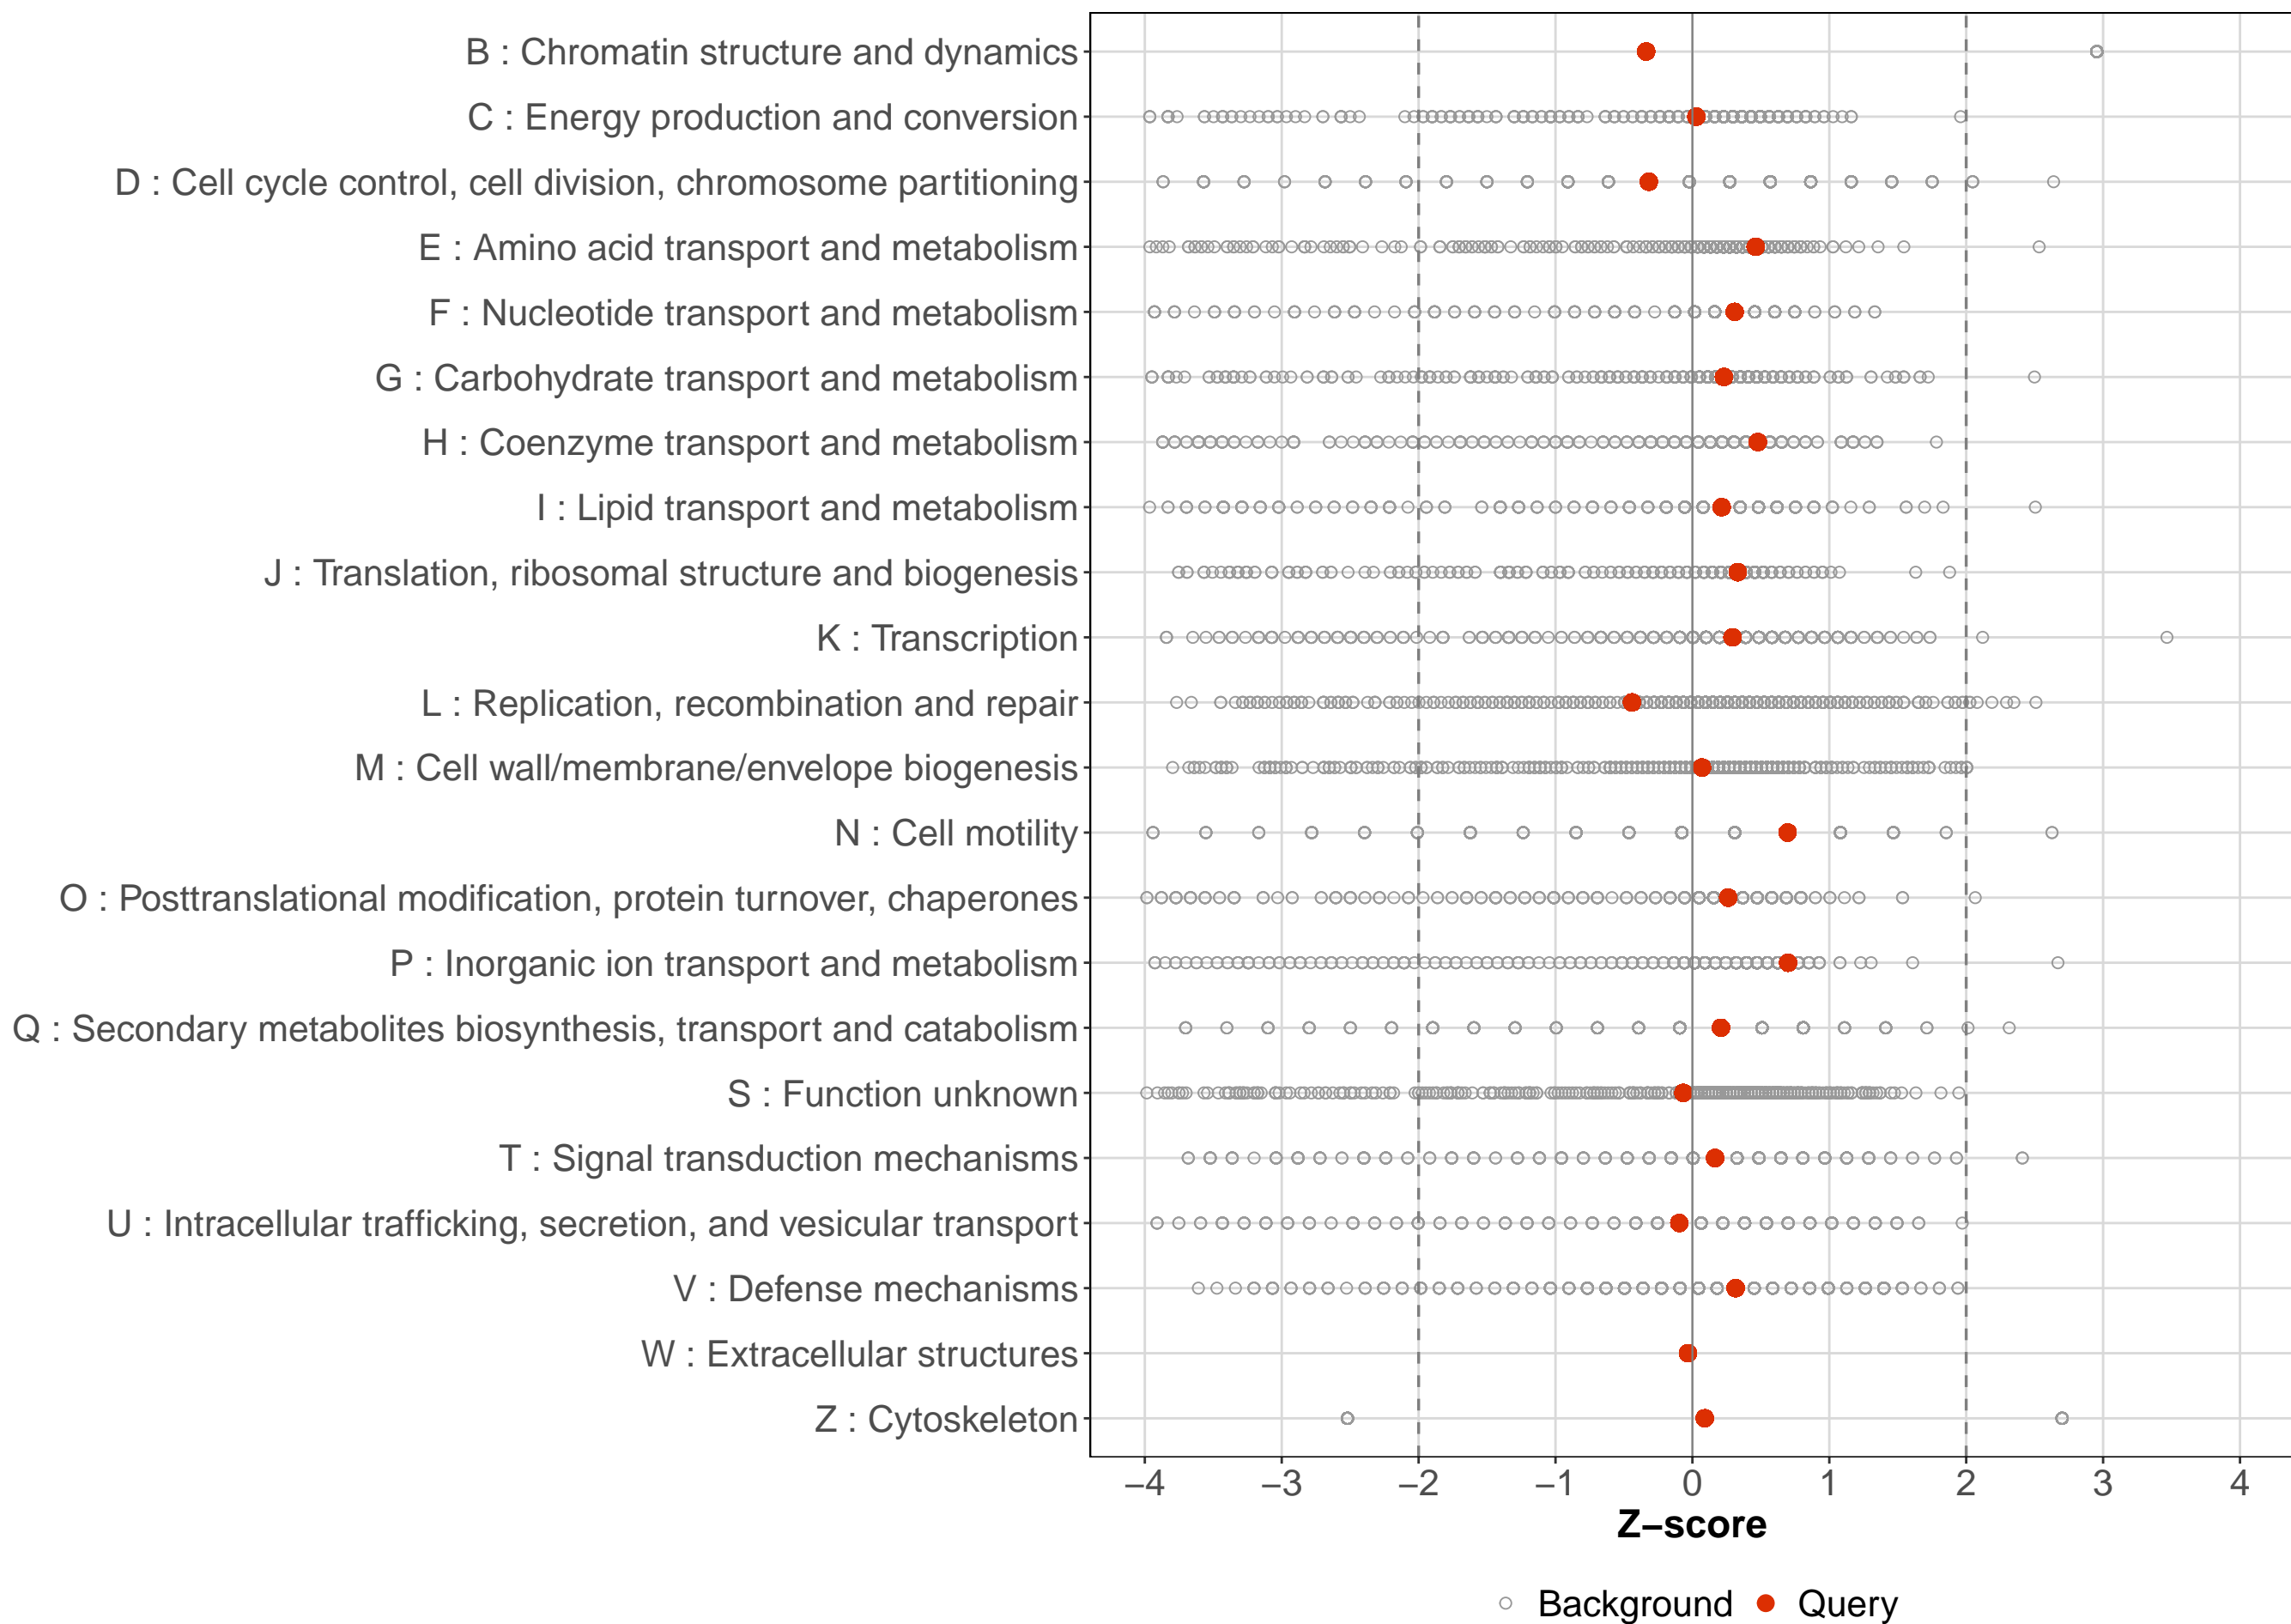 B : Chromatin structure and dynamics
C : Energy production and conversion
D : Cell cycle control, cell division, chromosome partitioning
E : Amino acid transport and metabolism
F : Nucleotide transport and metabolism
G : Carbohydrate transport and metabolism
H : Coenzyme transport and metabolism
I : Lipid transport and metabolism
J : Translation, ribosomal structure and biogenesis
K : Transcription
L : Replication, recombination and repair
M : Cell wall/membrane/envelope biogenesis
N : Cell motility
O : Posttranslational modification, protein turnover, chaperones
P : Inorganic ion transport and metabolism
Q : Secondary metabolites biosynthesis, transport and catabolism
S : Function unknown
T : Signal transduction mechanisms
U : Intracellular trafficking, secretion, and vesicular transport
V : Defense mechanisms
W : Extracellular structures
Z : Cytoskeleton
−4 −3 −2 −1 0 1 2 3 4
Z−score
Background Query